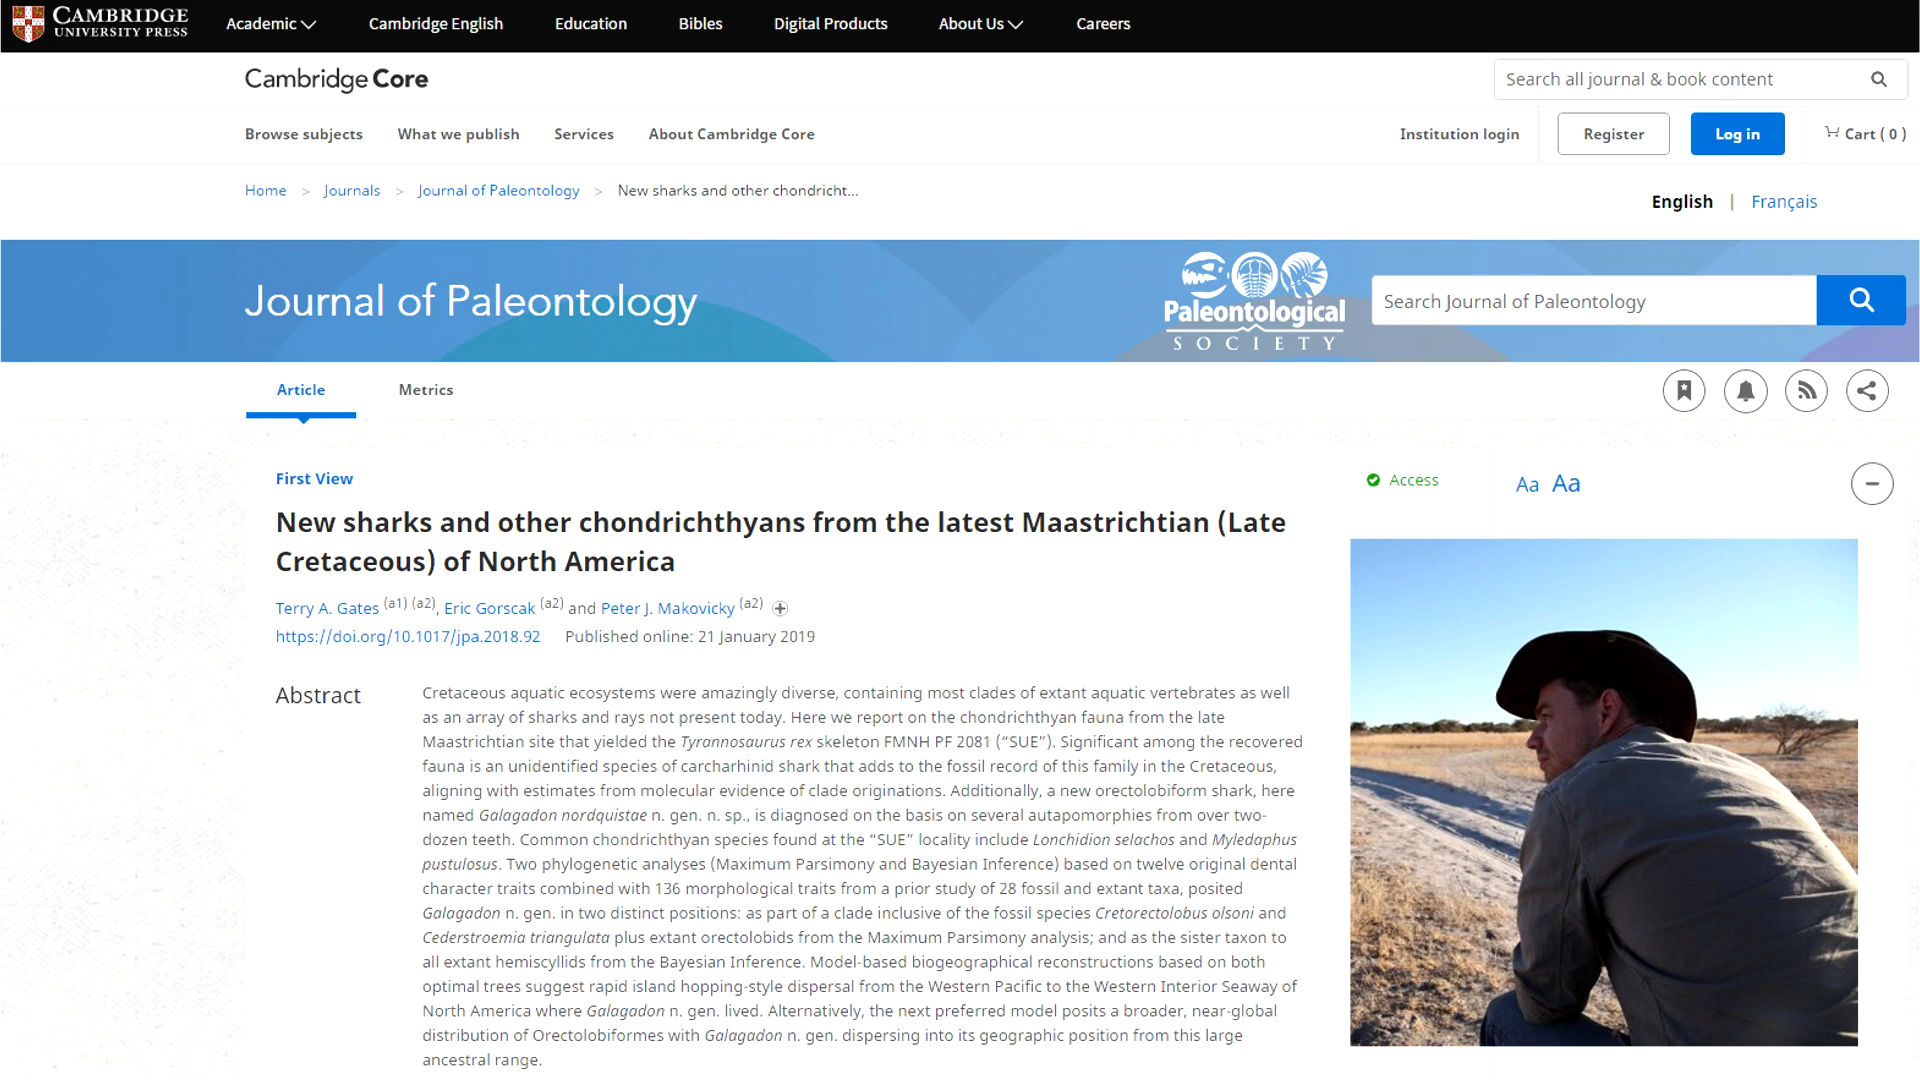 CAMBRIDGE
UNIVERSITY PRESS
Academic
Cambridge English
Education
Bibles
Digital Products
About Us
Careers
Cambridge Core
Search all journal & book content
Browse subjects
What we publish
Services
About Cambridge Core
Institution login
Register
Log in
Cart ( 0 )
Home > Journals > Journal of Paleontology > New sharks and other chondricht...
English | Français
Journal of Paleontology
Paleontological
SOCIETY
Search Journal of Paleontology
Article
Metrics
First View
Access
Aa Aa
New sharks and other chondrichthyans from the latest Maastrichtian (Late
Cretaceous) of North America
Terry A. Gates (a1) (a2), Eric Gorscak (a2) and Peter J. Makovicky (a2)
https://doi.org/10.1017/jpa.2018.92 Published online: 21 January 2019
Abstract
Cretaceous aquatic ecosystems were amazingly diverse, containing most clades of extant aquatic vertebrates as well
as an array of sharks and rays not present today. Here we report on the chondrichthyan fauna from the late
Maastrichtian site that yielded the Tyrannosaurus rex skeleton FMNH PF 2081 (“SUE”). Significant among the recovered
fauna is an unidentified species of carcharhinid shark that adds to the fossil record of this family in the Cretaceous,
aligning with estimates from molecular evidence of clade originations. Additionally, a new orectolobiform shark, here
named Galagadon nordquistae n. gen. n. sp., is diagnosed on the basis on several autapomorphies from over two-
dozen teeth. Common chondrichthyan species found at the “SUE” locality include Lonchidion selachos and Myledaphus
pustulosus. Two phylogenetic analyses (Maximum Parsimony and Bayesian Inference) based on twelve original dental
character traits combined with 136 morphological traits from a prior study of 28 fossil and extant taxa, posited
Galagadon n. gen. in two distinct positions: as part of a clade inclusive of the fossil species Cretorectolobus olsoni and
Cederstroemia triangulata plus extant orectolobids from the Maximum Parsimony analysis; and as the sister taxon to
all extant hemiscyllids from the Bayesian Inference. Model-based biogeographical reconstructions based on both
optimal trees suggest rapid island hopping-style dispersal from the Western Pacific to the Western Interior Seaway of
North America where Galagadon n. gen. lived. Alternatively, the next preferred model posits a broader, near-global
distribution of Orectolobiformes with Galagadon n. gen. dispersing into its geographic position from this large
ancestral range.